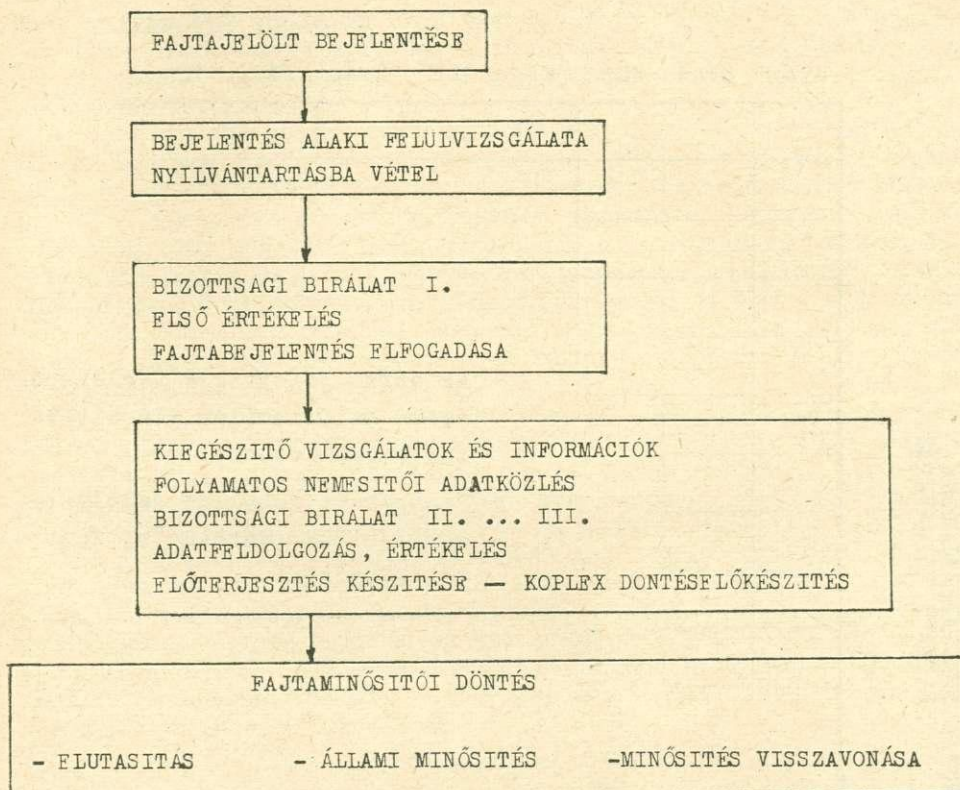 FAJTAJELÖLT BEJELENTÉSE
BEJELENTÉS ALAKI FELULVIZSGÁLATA
NYILVÁNTARTÁSBA VÉTEL
BIZOTTSAGI BIRÁLAT I.
ELSŐ ÉRTÉKELÉS
FAJTABEJELENTÉS ELFOGADÁSA
KIEGÉSZITŐ VIZSGÁLATOK ÉS INFORMÁCIÓK
FOLYAMATOS NEMESITŐI ADATKÖZLÉS
BIZOTTSÁGI BIRÁLAT II. ... III.
ADATFELDOLGOZÁS, ÉRTÉKELÉS
ELŐTERJESZTÉS KÉSZITÉSE — KOPLEX DONTÉSELŐKÉSZITÉS
FAJTAMINŐSITŐI DÖNTÉS
- ELUTASITAS - ÁLLAMI MINŐSITÉS -MINŐSITÉS VISSZAVONÁSA